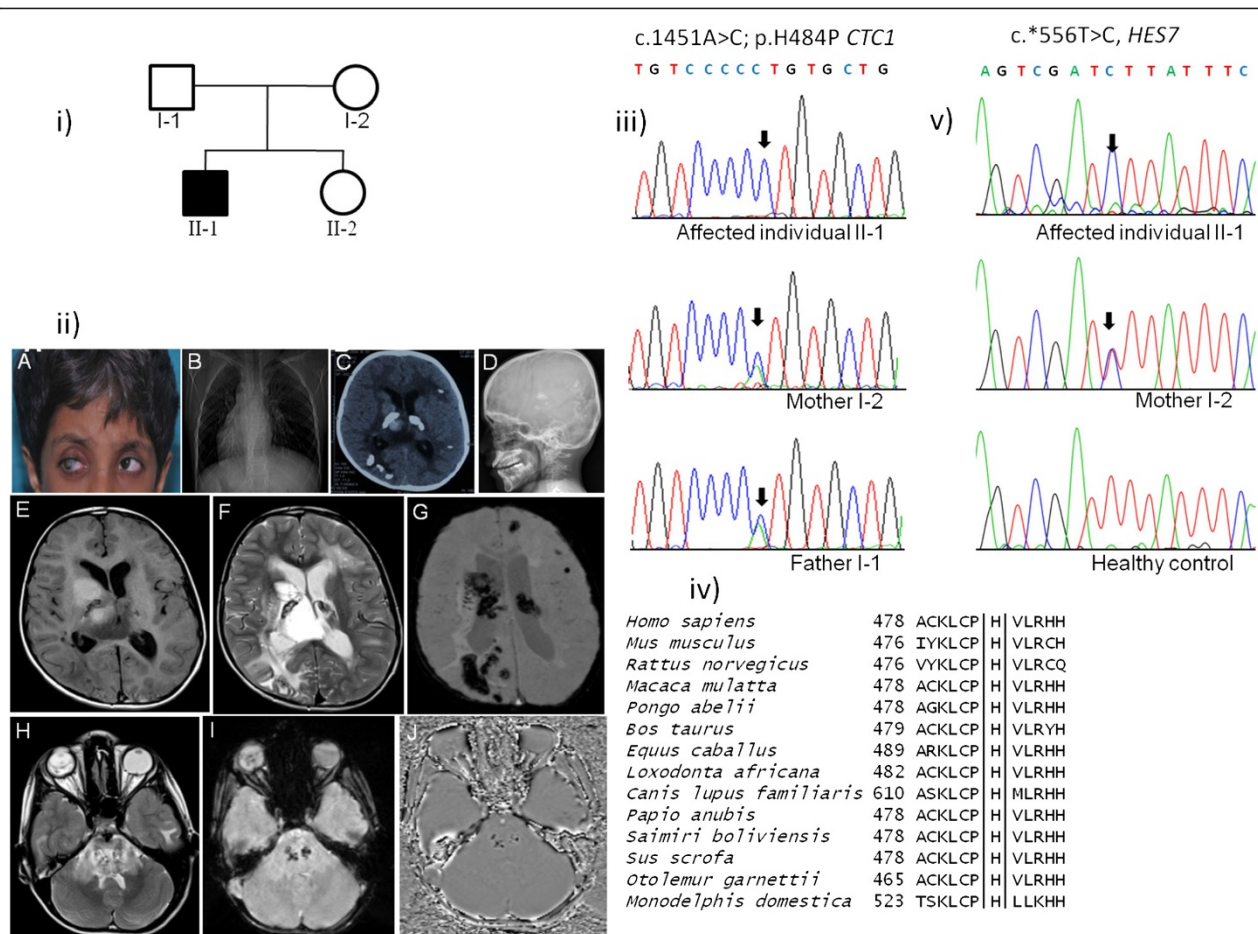 i)
I-1
I-2
II-1
II-2
ii)
A
B
C
D
E
F
G
H
I
J
c.1451A>C; p.H484P CTC1
TGTCCCCCTGTGCTG
iii)
Affected individual II-1
Mother I-2
Father I-1
c.*556T>C, HES7
AGTCGATCTTATTTC
v)
Affected individual II-1
Mother I-2
Healthy control
iv)
Homo sapiens 478 ACKLCP H VLRHH
Mus musculus 476 IYKLCP H VLRCH
Rattus norvegicus 476 VYKLCP H VLRCQ
Macaca mulatta 478 ACKLCP H VLRHH
Pongo abelii 478 AGKLCP H VLRHH
Bos taurus 479 ACKLCP H VLRYH
Equus caballus 489 ARKLCP H VLRHH
Loxodonta africana 482 ACKLCP H VLRHH
Canis lupus familiaris 610 ASKLCP H MLRHH
Papio anubis 478 ACKLCP H VLRHH
Saimiri boliviensis 478 ACKLCP H VLRHH
Sus scrofa 478 ACKLCP H VLRHH
Otolemur garnettii 465 ACKLCP H VLRHH
Monodelphis domestica 523 TSKLCP H LLKHH